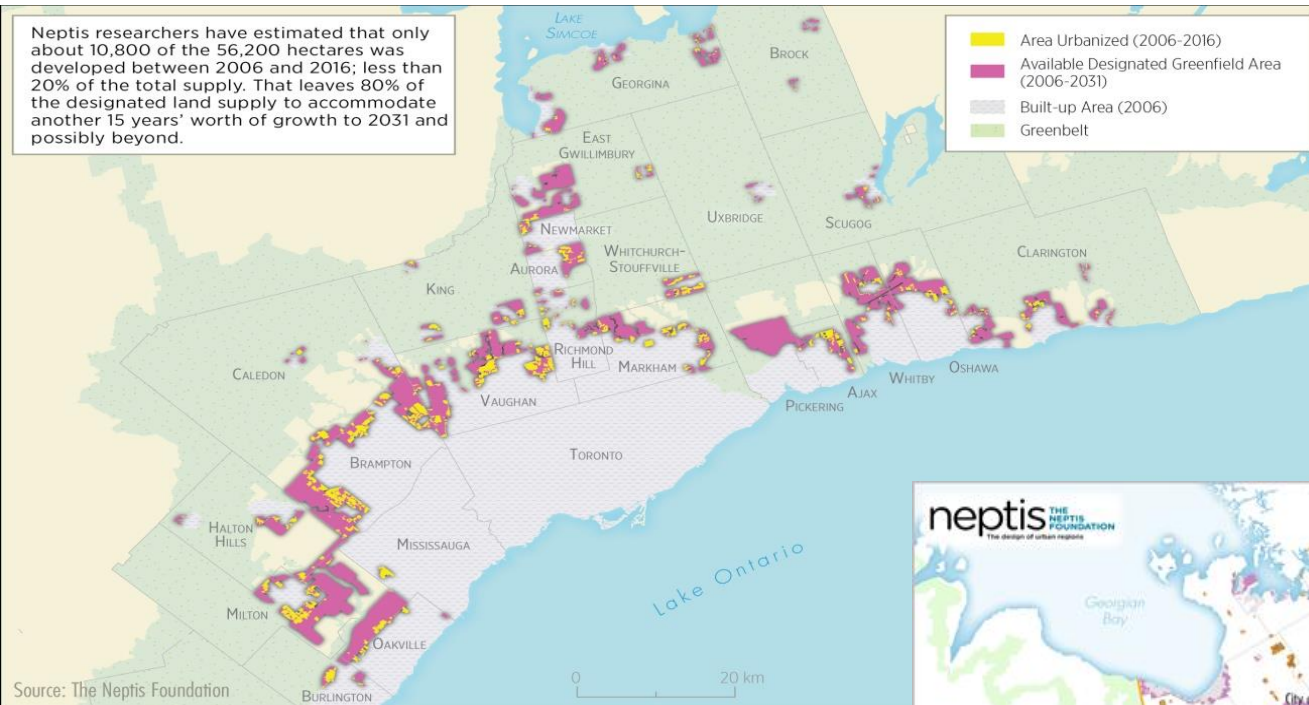 Neptis researchers have estimated that only
about 10,800 of the 56,200 hectares was
developed between 2006 and 2016; less than
20% of the total supply. That leaves 80% of
the designated land supply to accommodate
another 15 years' worth of growth to 2031 and
possibly beyond.
Area Urbanized (2006-2016)
Available Designated Greenfield Area
(2006-2031)
Built-up Area (2006)
Greenbelt
LAKE
SIMCOE
BROCK
GEORGINA
EAST
GWILLIMBURY
UXBRIDGE
SCUGOG
NEWMARKET
WHITCHURCH-
STOUFFVILLE
CLARINGTON
AURORA
KING
RICHMOND
HILL
MARKHAM
CALEDON
VAUGHAN
OSHAWA
WHITBY
AJAX
PICKERING
BRAMPTON
TORONTO
HALTON
HILLS
MISSISSAUGA
MILTON
OAKVILLE
BURLINGTON
Lake Ontario
0 20 km
Source: The Neptis Foundation
neptis THE
NEPTIS
FOUNDATION
The design of urban regions
Georgian
Bay